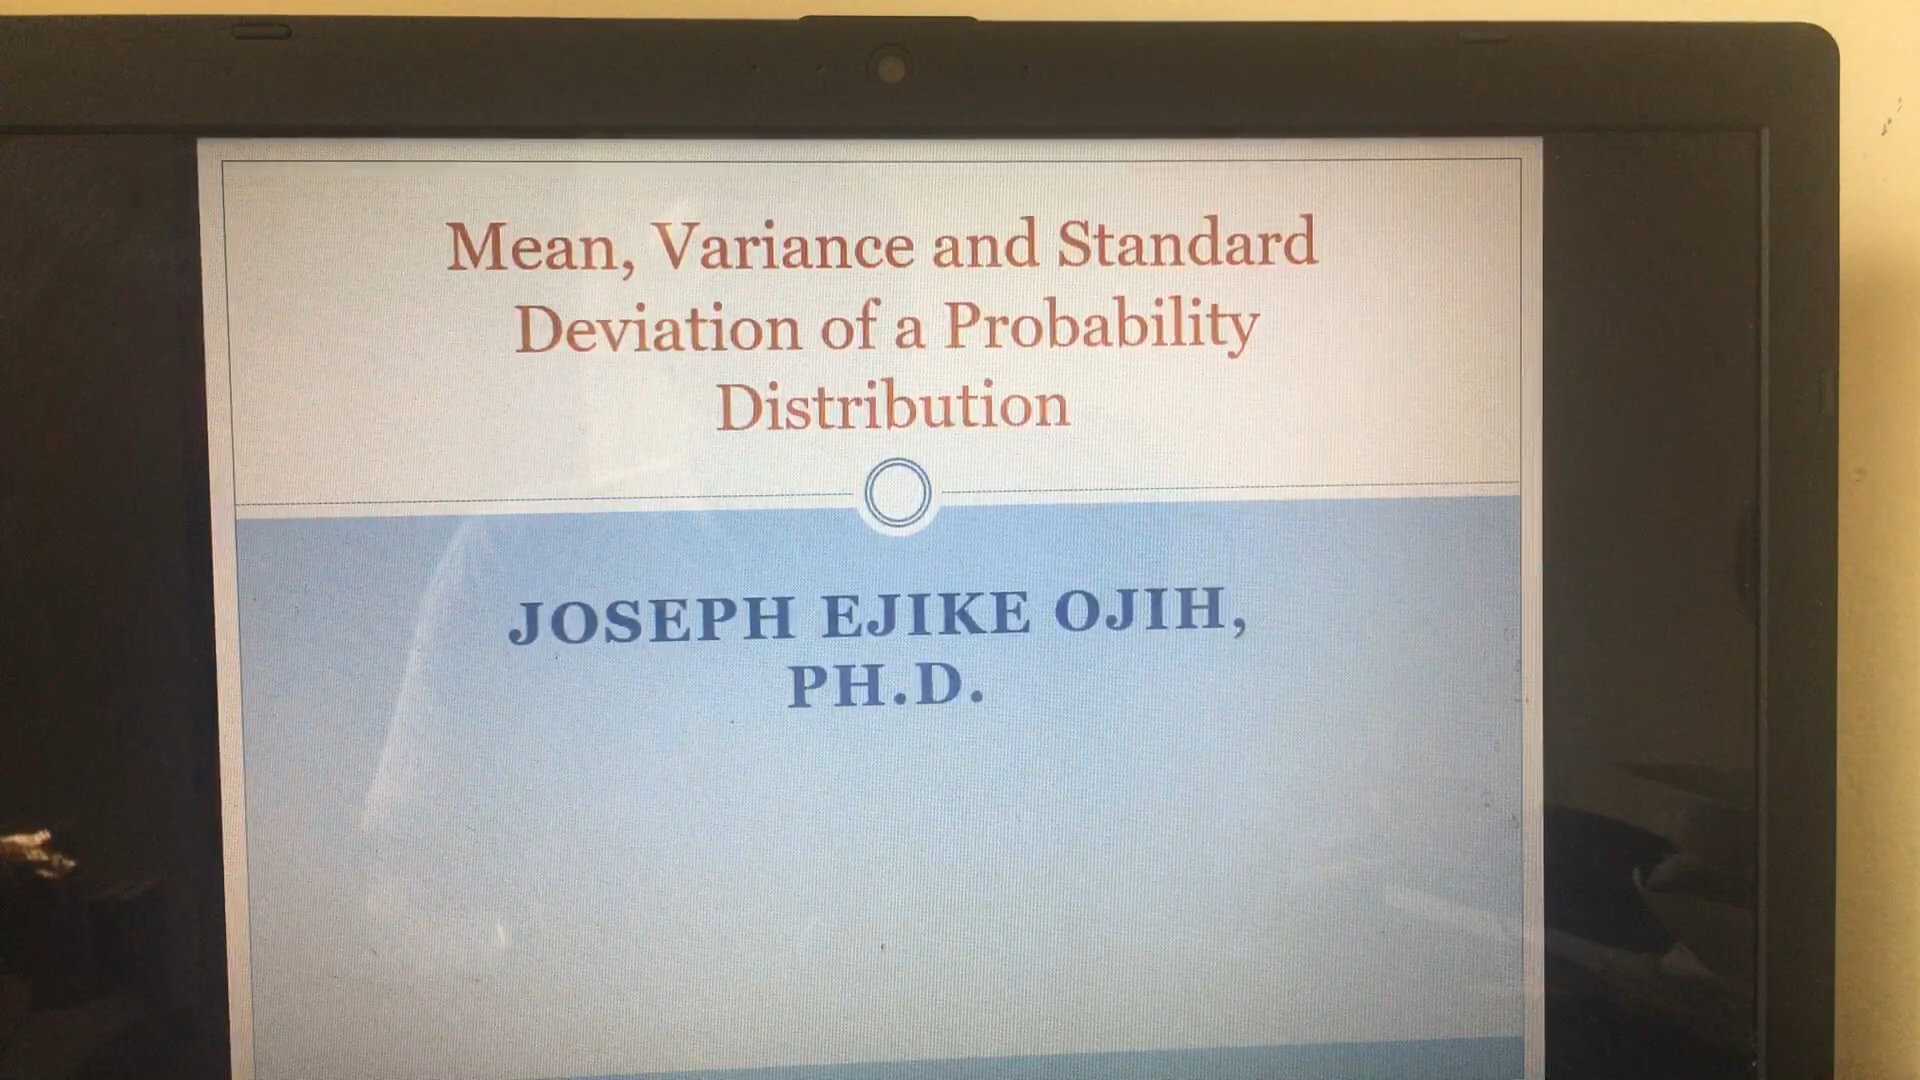 Mean, Variance and Standard
Deviation of a Probability
Distribution
JOSEPH EJIKE OJIH,
PH.D.